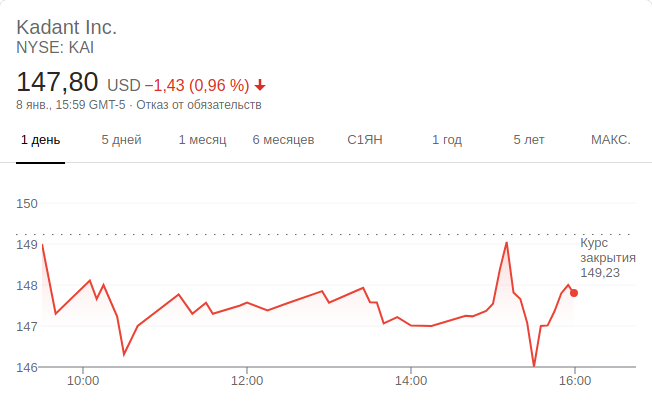 Kadant Inc.
NYSE: KAI
147,80 USD −1,43 (0,96 %)
8 янв., 15:59 GMT-5 · Отказ от обязательств
1 день 5 дней 1 месяц 6 месяцев С1ЯН 1 год 5 лет МАКС.
150
149
148
147
146
Курс
закрытия
149,23
10:00 12:00 14:00 16:00